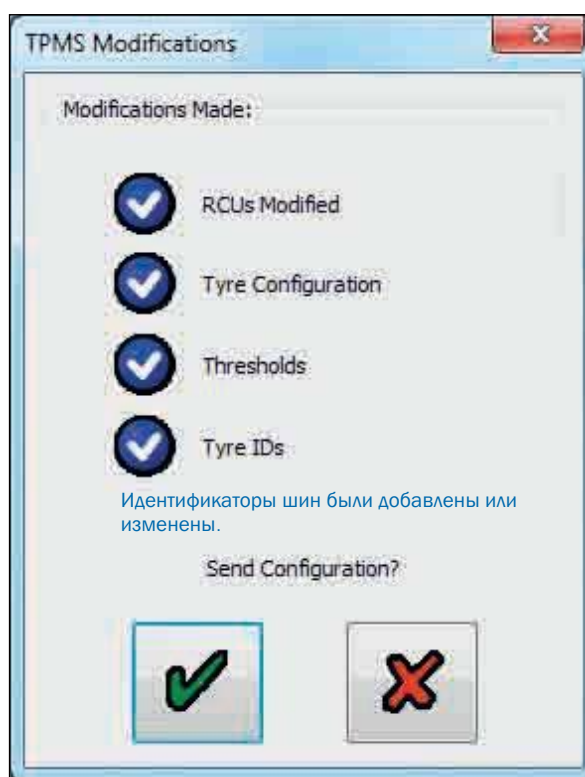 TPMS Modifications
Modifications Made:
RCUs Modified
Tyre Configuration
Thresholds
Tyre IDs
Идентификаторы шин были добавлены или
изменены.
Send Configuration?